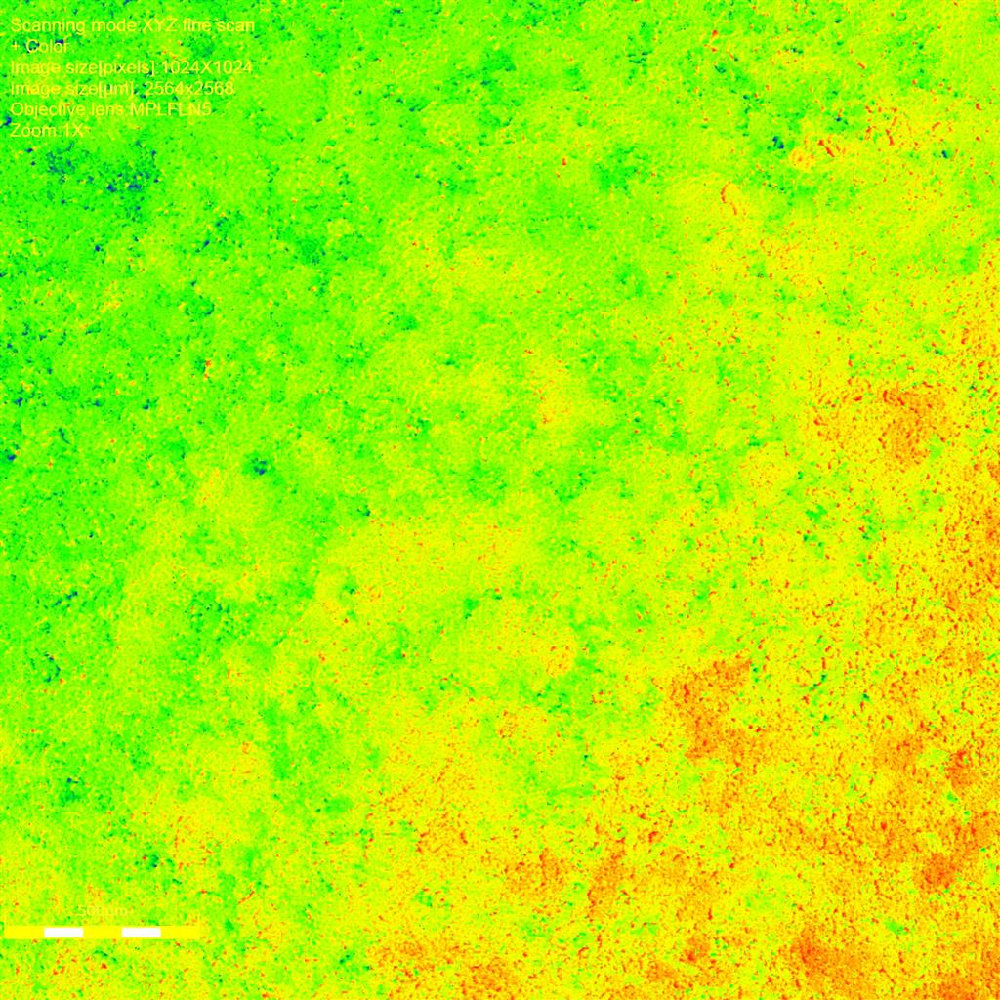 Scanning mode:XYZ fine scan
+ Color
Image size[pixels]:1024X1024
Image size[μm]: 2564x2568
Objective lens:MPLFLN5
Zoom:1X
500μm